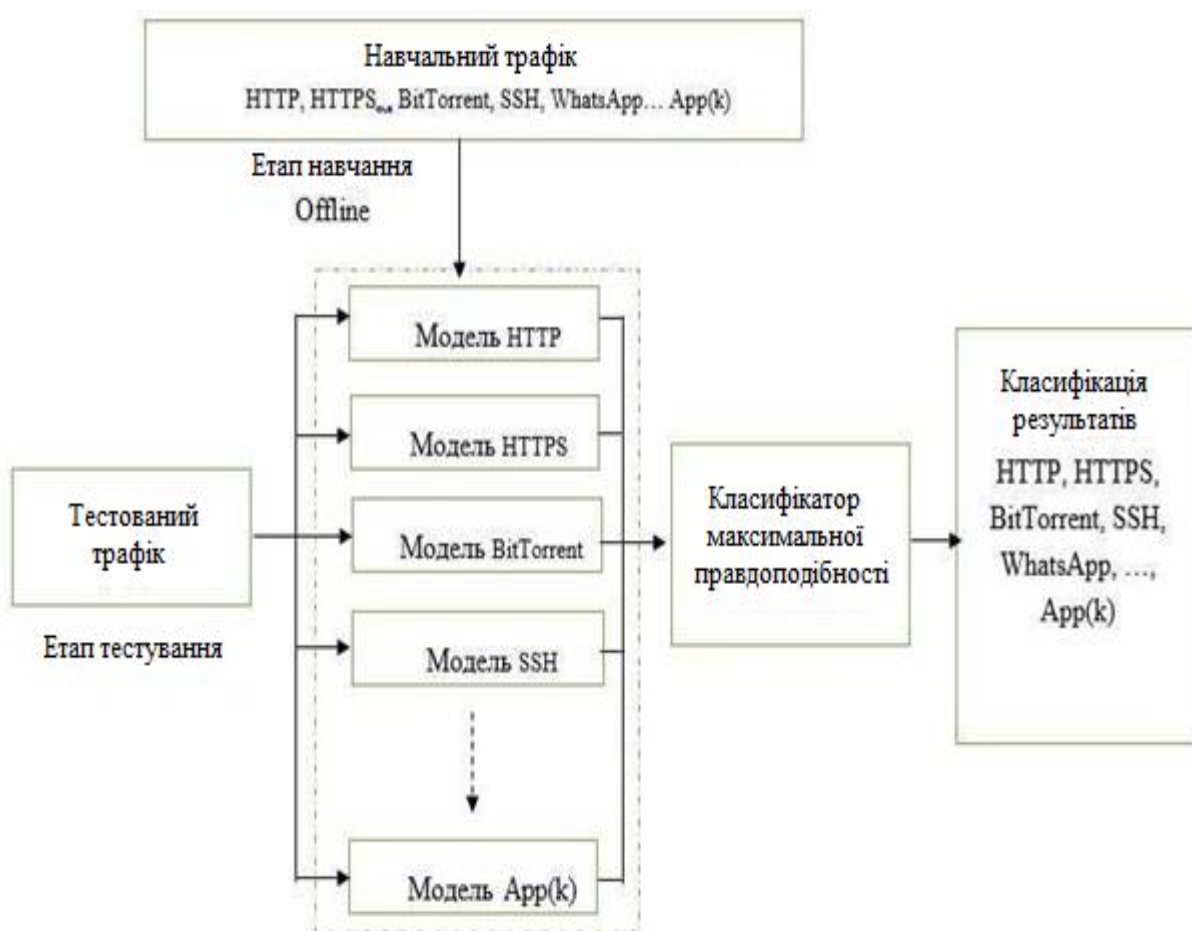 Навчальний трафік
HTTP, HTTPS, BitTorrent, SSH, WhatsApp... App(k)
Етап навчання
Offline
Модель HTTP
Модель HTTPS
Модель BitTorrent
Модель SSH
Модель App(k)
Тестований
трафік
Етап тестування
Класифікатор
максимальної
правдоподібності
Класифікація
результатів
HTTP, HTTPS,
BitTorrent, SSH,
WhatsApp, ...,
App(k)